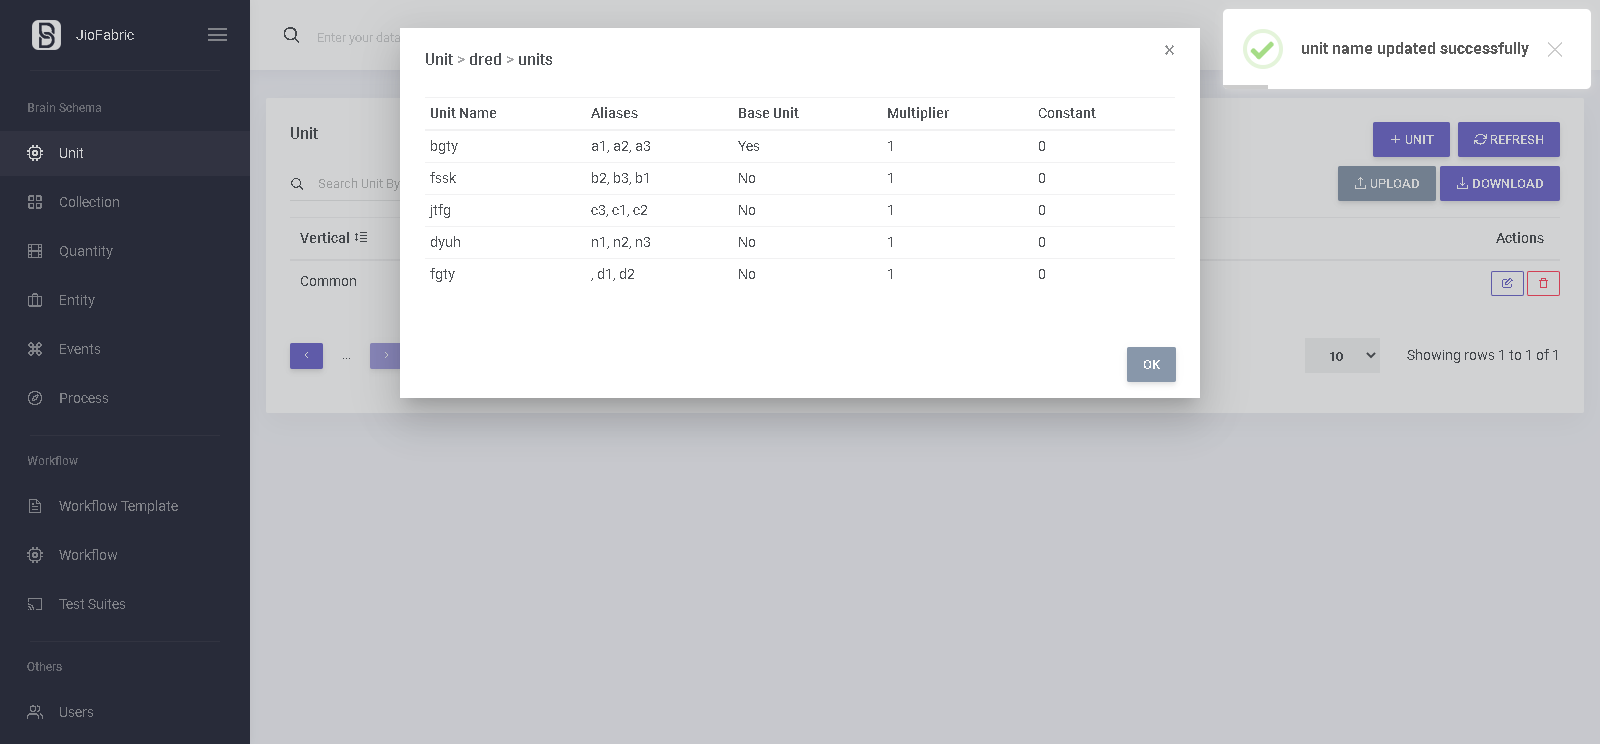 JioFabric
Brain Schema
Unit
Collection
Quantity
Entity
Events
Process
Workflow
Workflow Template
Workflow
Test Suites
Others
Users
Enter your data
Unit
+ UNIT
REFRESH
Search Unit By
UPLOAD
DOWNLOAD
Vertical
Actions
Common
...
10
Showing rows 1 to 1 of 1
Unit > dred > units
×
Unit Name Aliases Base Unit Multiplier Constant
bgty a1, a2, a3 Yes 1 0
fssk b2, b3, b1 No 1 0
jtfg c3, c1, c2 No 1 0
dyuh n1, n2, n3 No 1 0
fgty , d1, d2 No 1 0
OK
unit name updated successfully